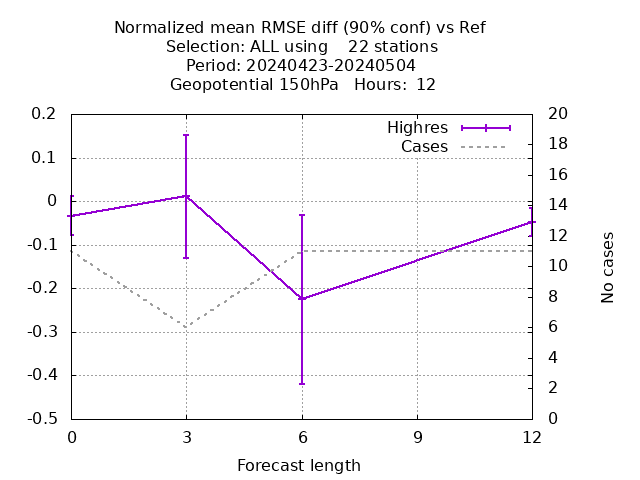 Normalized mean RMSE diff (90% conf) vs Ref
Selection: ALL using    22 stations
Period: 20240423-20240504
Geopotential 150hPa   Hours:  12
Highres
Cases
0.2
0.1
0
-0.1
-0.2
-0.3
-0.4
-0.5
20
18
16
14
12
10
8
6
4
2
0
No cases
0 3 6 9 12
Forecast length